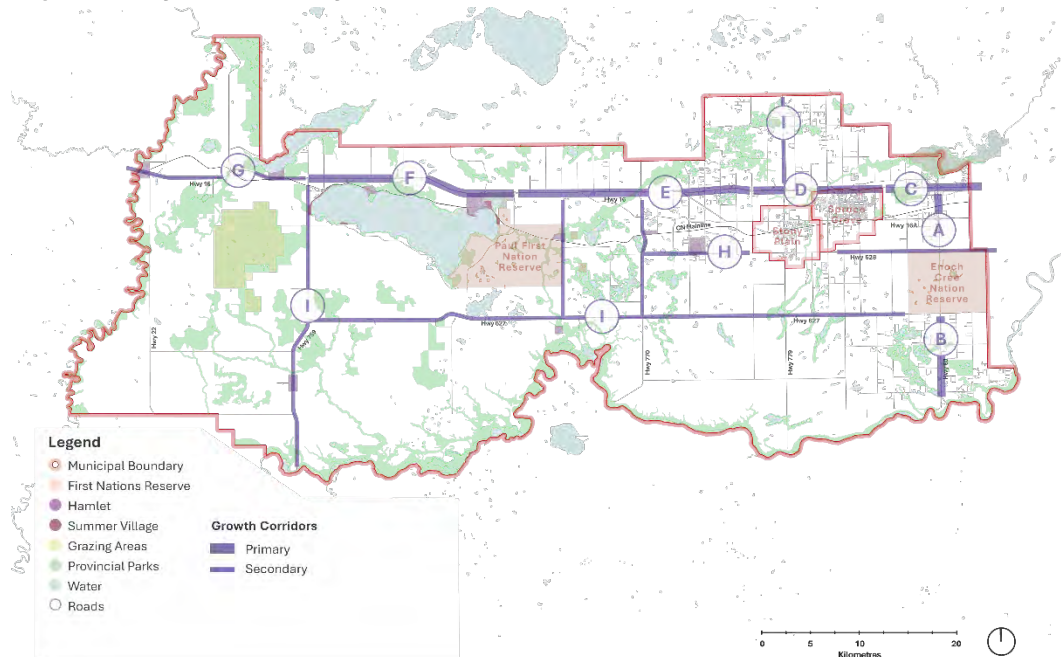 I
G
F
E
D
C
Hwy 16
Hwy 16
Spruce
Grove
Stony
Plain
CN Mainline
Hwy 16A
A
Paul First
Nation
Reserve
H
Hwy 628
Enoch
Cree
Nation
Reserve
I
I
Hwy 627
Hwy 627
B
Hwy 22
Hwy 770
Hwy 779
Legend
Municipal Boundary
First Nations Reserve
Hamlet
Summer Village
Grazing Areas
Provincial Parks
Water
Roads
Growth Corridors
Primary
Secondary
0 5 10 20
Kilometres